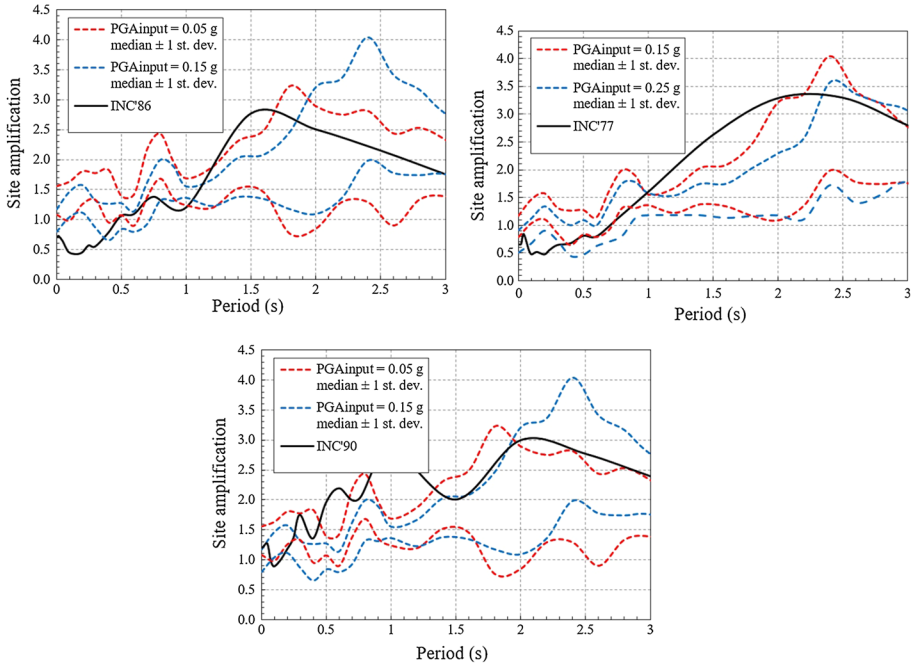 4.5
4.0
3.5
3.0
2.5
2.0
1.5
1.0
0.5
0.0
Site amplification
PGAinput = 0.05 g
median ± 1 st. dev.
PGAinput = 0.15 g
median ± 1 st. dev.
INC'86
0 0.5 1 1.5 2 2.5 3
Period (s)
4.5
4.0
3.5
3.0
2.5
2.0
1.5
1.0
0.5
0.0
Site amplification
PGAinput = 0.15 g
median ± 1 st. dev.
PGAinput = 0.25 g
median ± 1 st. dev.
INC'77
0 0.5 1 1.5 2 2.5 3
Period (s)
4.5
4.0
3.5
3.0
2.5
2.0
1.5
1.0
0.5
0.0
Site amplification
PGAinput = 0.05 g
median ± 1 st. dev.
PGAinput = 0.15 g
median ± 1 st. dev.
INC'90
0 0.5 1 1.5 2 2.5 3
Period (s)